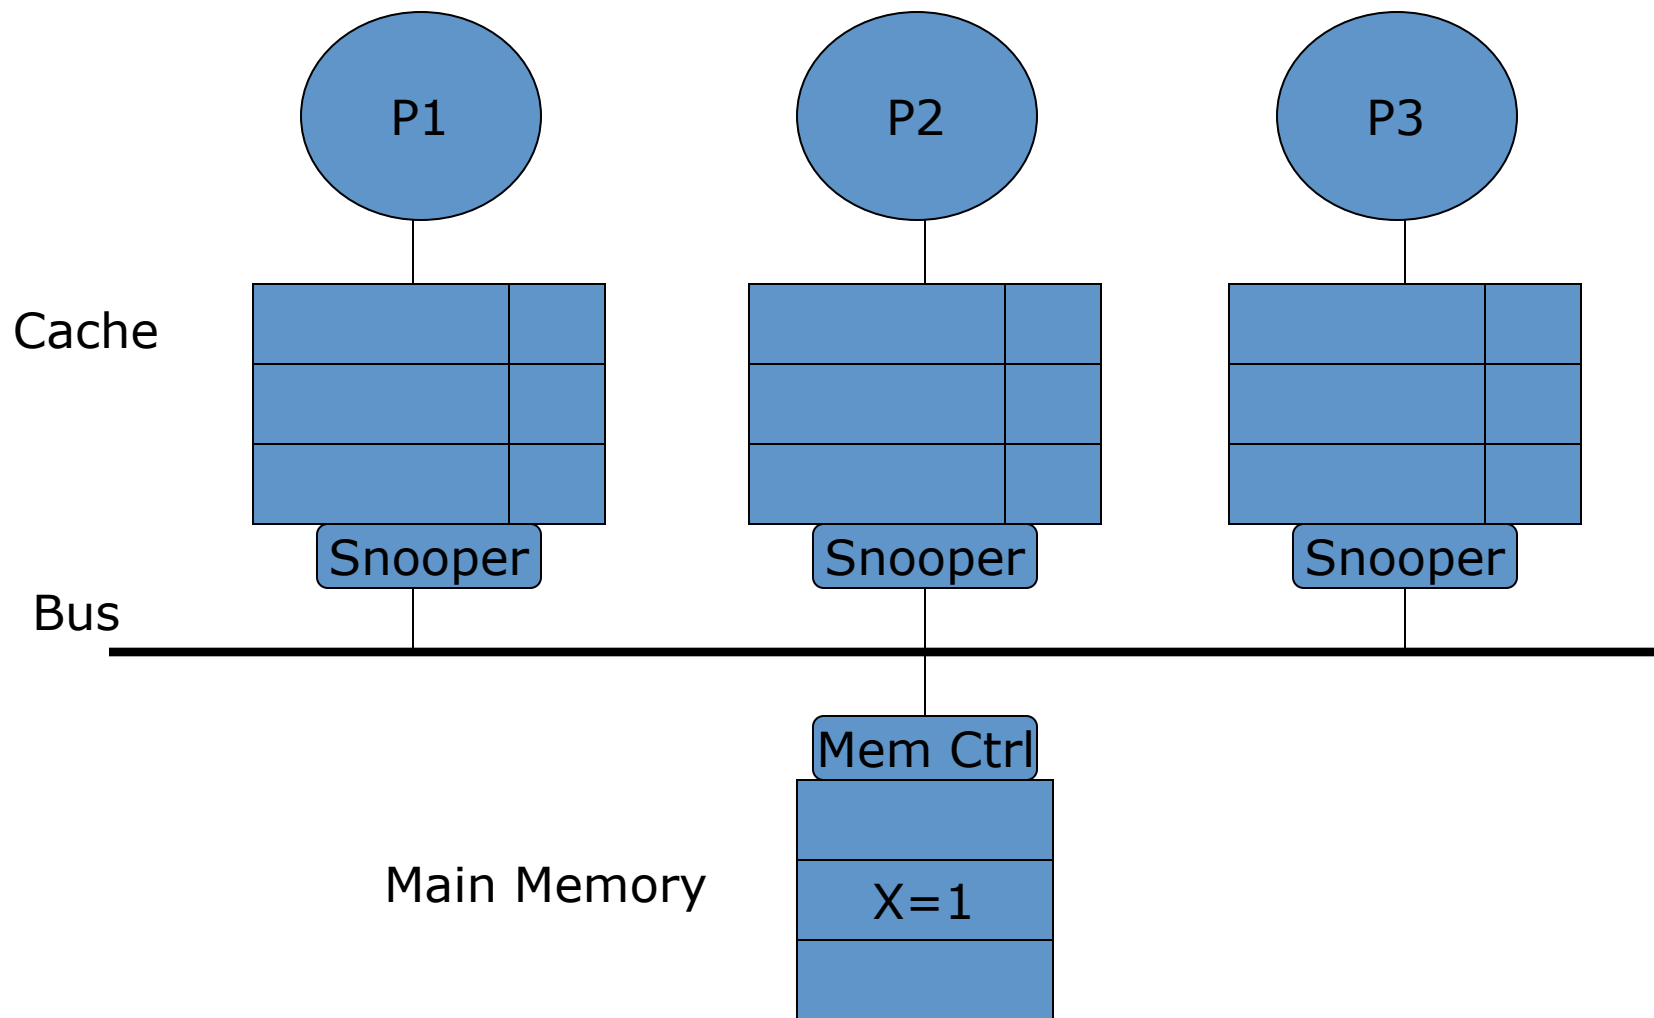 P1
P2
P3
Cache
Snooper
Snooper
Snooper
Bus
Mem Ctrl
Main Memory
X=1